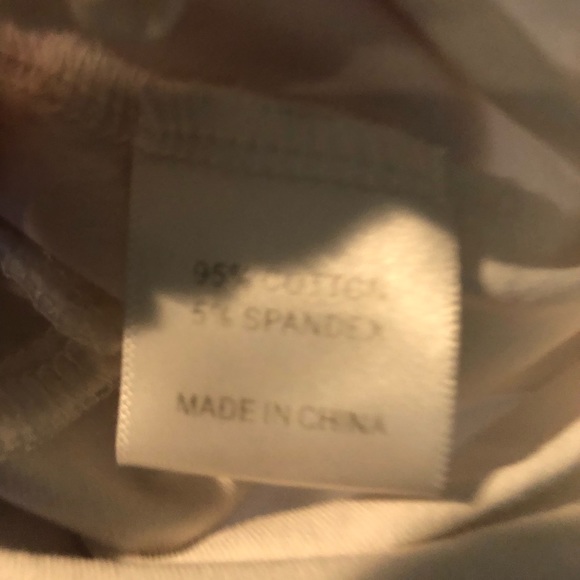 95% COTTON
5% SPANDEX
MADE IN CHINA